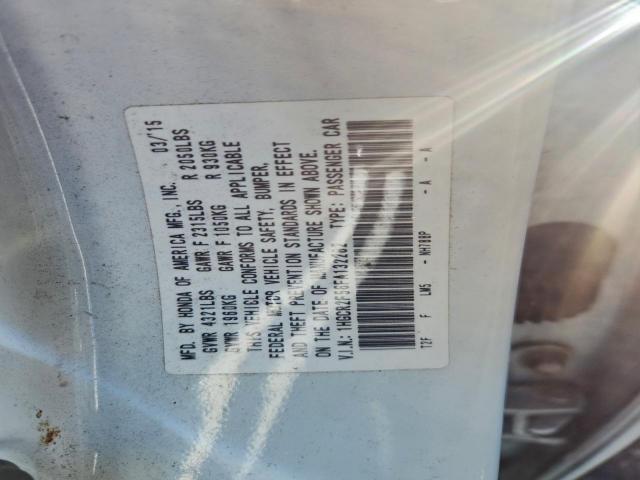 MFD. BY HONDA OF AMERICA MFG., INC. 03/15
GVWR 4321LBS GAWR F 2315LBS R 2050LBS
GVWR 1960KG GAWR F 1050KG R 930KG
THIS VEHICLE CONFORMS TO ALL APPLICABLE
FEDERAL MOTOR VEHICLE SAFETY, BUMPER,
AND THEFT PREVENTION STANDARDS IN EFFECT
ON THE DATE OF MANUFACTURE SHOWN ABOVE.
V.I.N.: TYPE: PASSENGER CAR
T2F F LM5 - NH788P - A - A